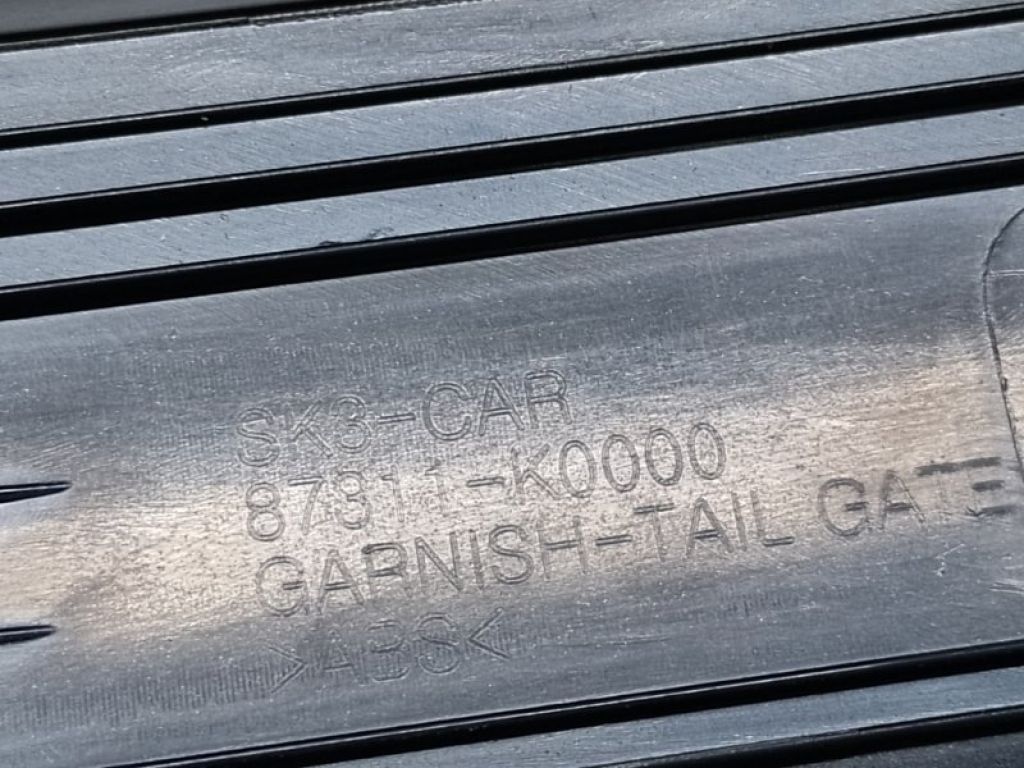 SK3-CAR
87311-K0000
GARNISH-TAIL GATE
>ABS<